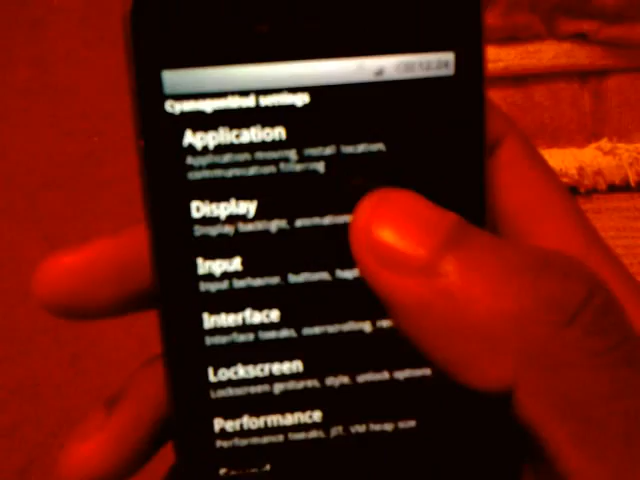 CyanogenMod settings
Application
Application moving, install location,
communication filtering
Display
Display backlight, animations
Input
Input behavior, buttons,
Interface
Interface tweaks, overscrolling,
Lockscreen
Lockscreen gestures, style, unlock options
Performance
Performance tweaks, JIT, VM heap size